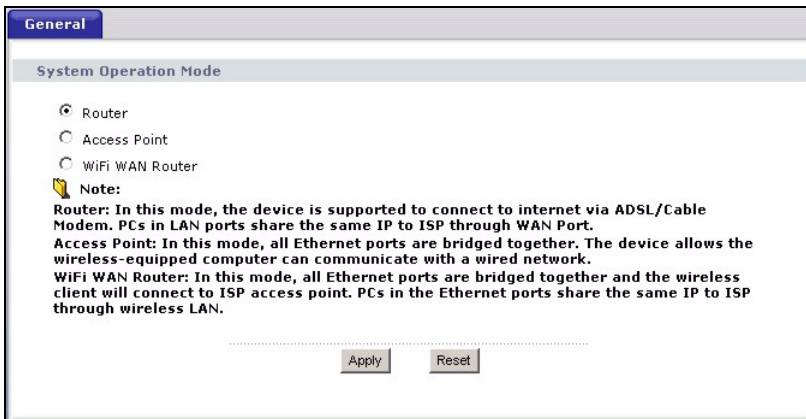 General
System Operation Mode
Router
Access Point
WiFi WAN Router
Note:
Router: In this mode, the device is supported to connect to internet via ADSL/Cable
Modem. PCs in LAN ports share the same IP to ISP through WAN Port.
Access Point: In this mode, all Ethernet ports are bridged together. The device allows the
wireless-equipped computer can communicate with a wired network.
WiFi WAN Router: In this mode, all Ethernet ports are bridged together and the wireless
client will connect to ISP access point. PCs in the Ethernet ports share the same IP to ISP
through wireless LAN.
Apply Reset